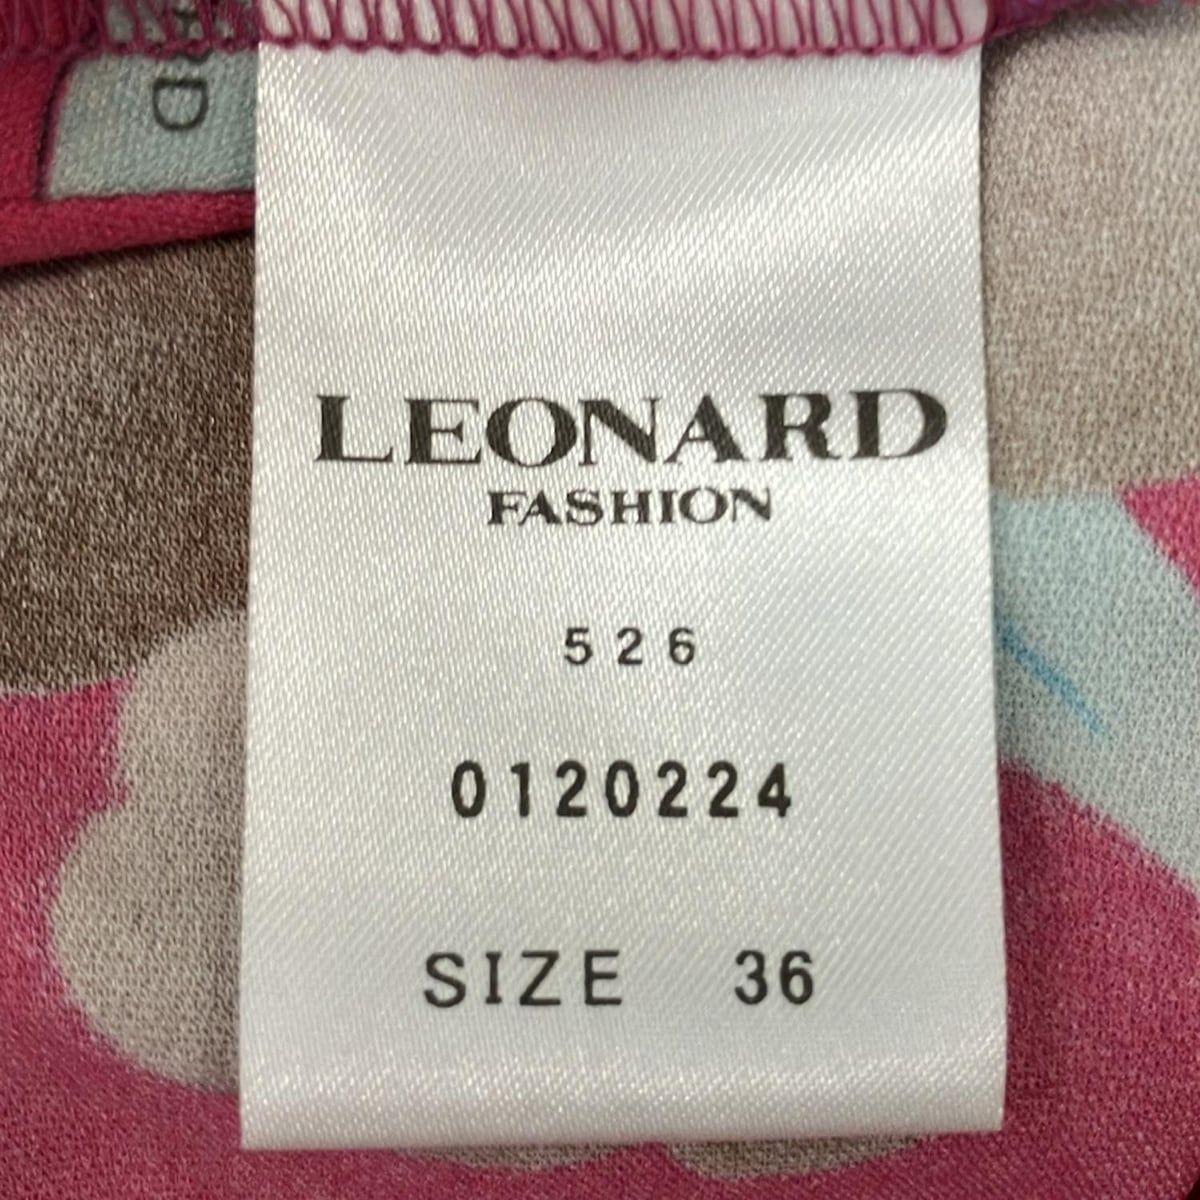 LEONARD
FASHION
526
0120224
SIZE 36